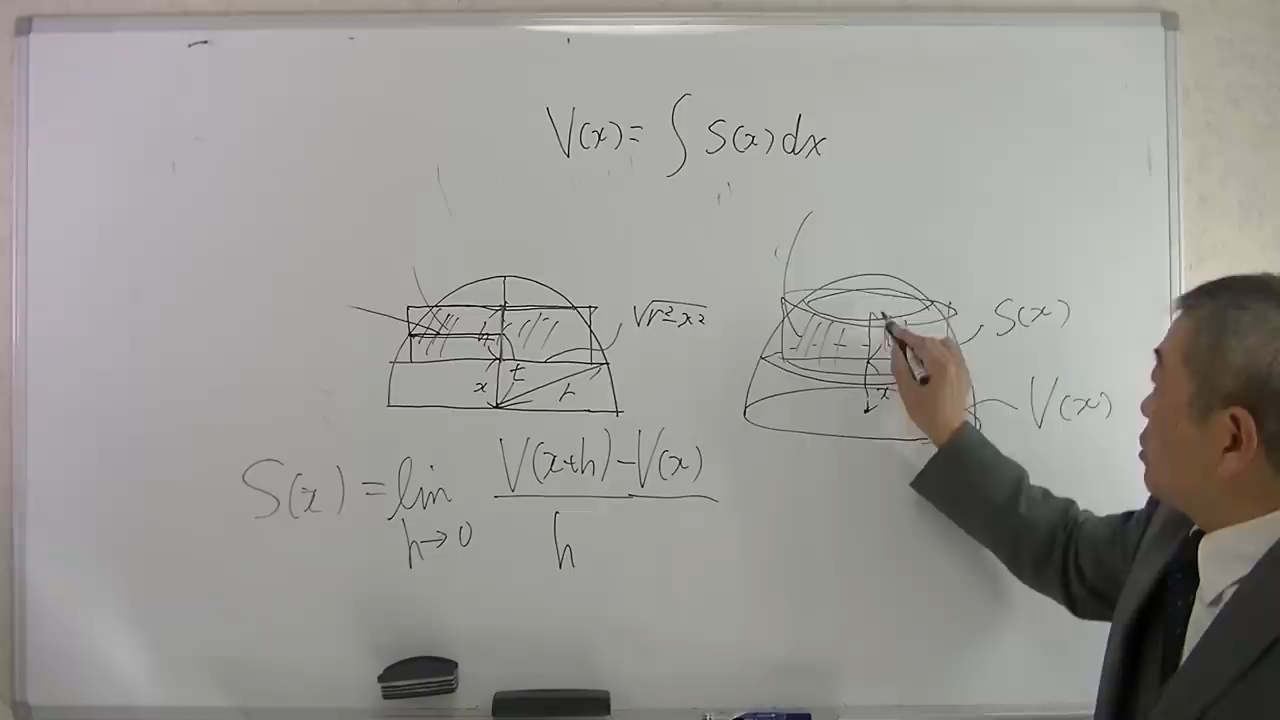 V(x)= ∫ S(x)dx
√r²-x²
S(x)
x
t
r
x
V(x)
S(x) = lim h→0 V(x+h)-V(x) / h